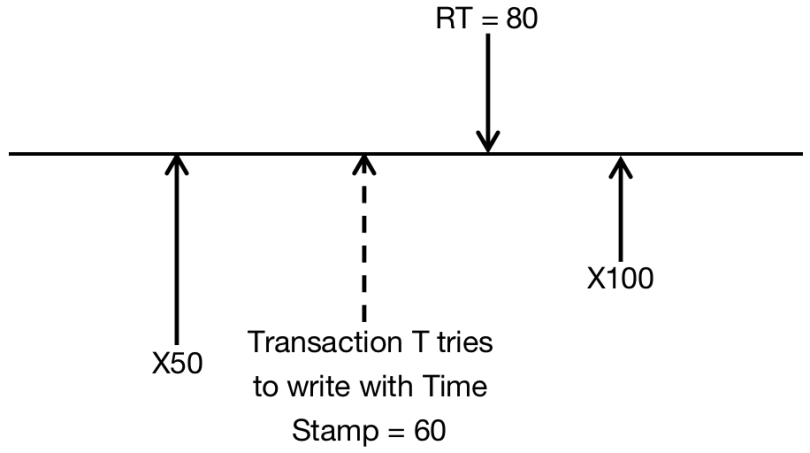 RT = 80
X100
X50
Transaction T tries
to write with Time
Stamp = 60